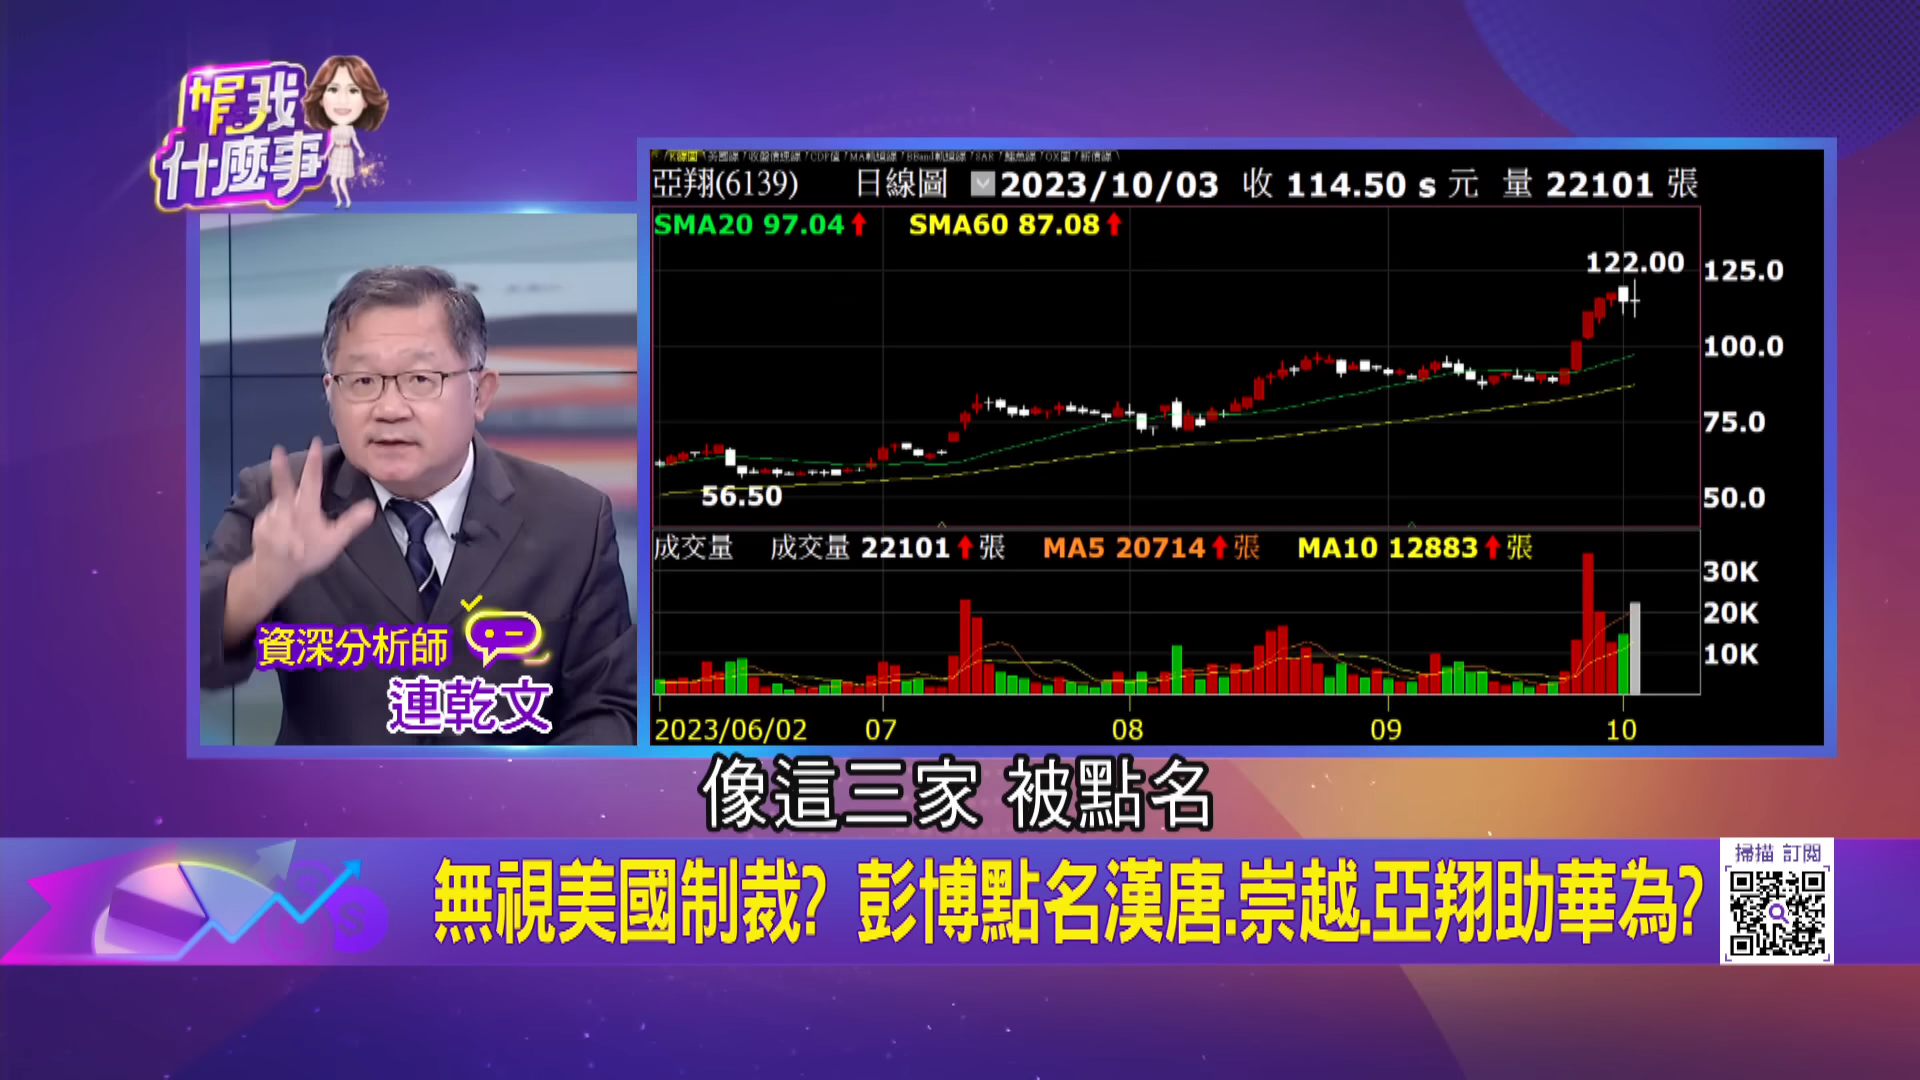 關我
什麼事
亞翔(6139) 日線圖 2023/10/03 收 114.50 s 元 量 22101 張
SMA20 97.04↑ SMA60 87.08↑
122.00
125.0
100.0
75.0
50.0
56.50
成交量 成交量 22101↑張 MA5 20714↑張 MA10 12883↑張
30K
20K
10K
2023/06/02 07 08 09 10
資深分析師
連乾文
像這三家 被點名
無視美國制裁? 彭博點名漢唐.崇越.亞翔助華為?
掃描 訂閱